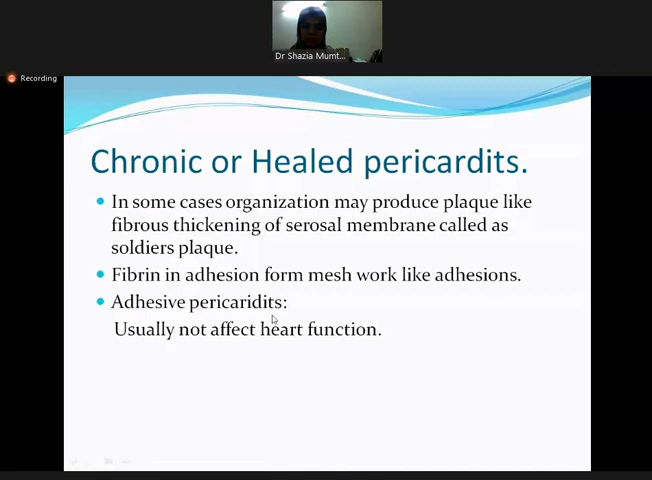 Dr Shazia Mumt...
Recording
Chronic or Healed pericardits.
In some cases organization may produce plaque like
fibrous thickening of serosal membrane called as
soldiers plaque.
Fibrin in adhesion form mesh work like adhesions.
Adhesive pericaridits:
Usually not affect heart function.